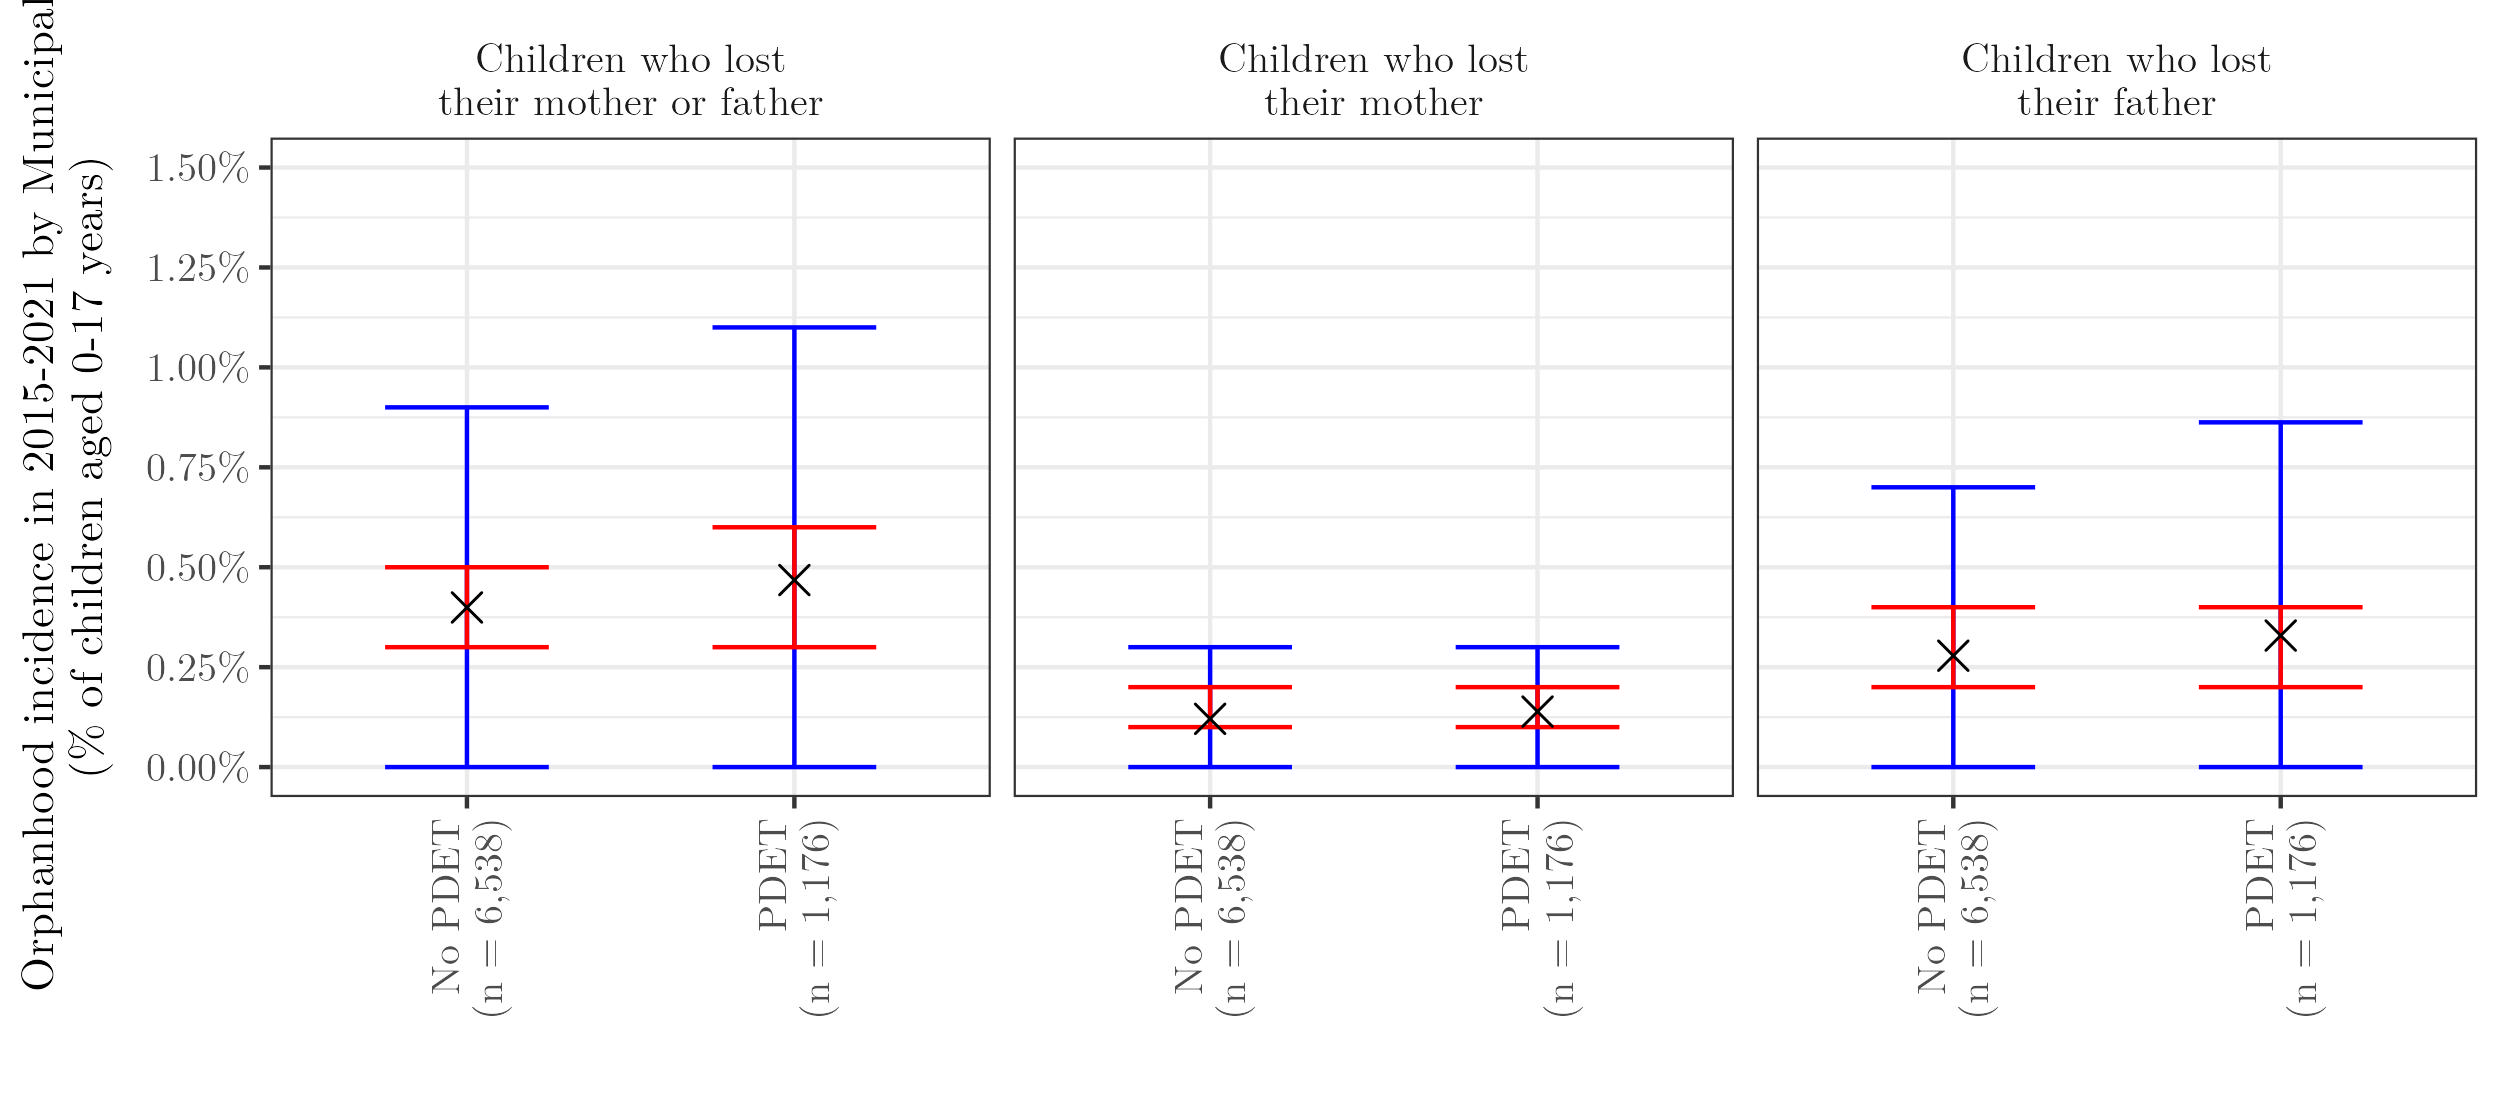 Orphanhood incidence in 2015-2021 by Municipal
(% of children aged 0-17 years)
Children who lost
their mother or father
Children who lost
their mother
Children who lost
their father
1.50%
1.25%
1.00%
0.75%
0.50%
0.25%
0.00%
No PDET
(n = 6,538)
PDET
(n = 1,176)
No PDET
(n = 6,538)
PDET
(n = 1,176)
No PDET
(n = 6,538)
PDET
(n = 1,176)